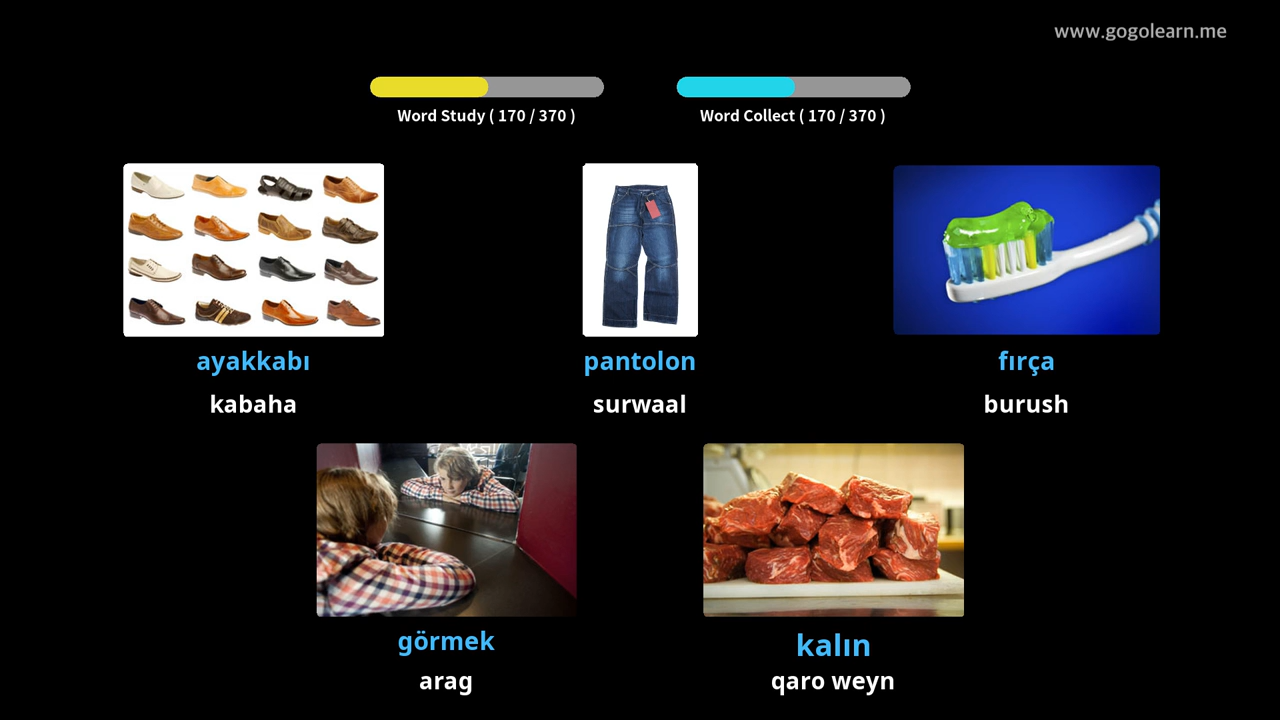 www.gogolearn.me
Word Study ( 170 / 370 )
Word Collect ( 170 / 370 )
ayakkabı
pantolon
fırça
kabaha
surwaal
burush
görmek
kalın
arag
qaro weyn